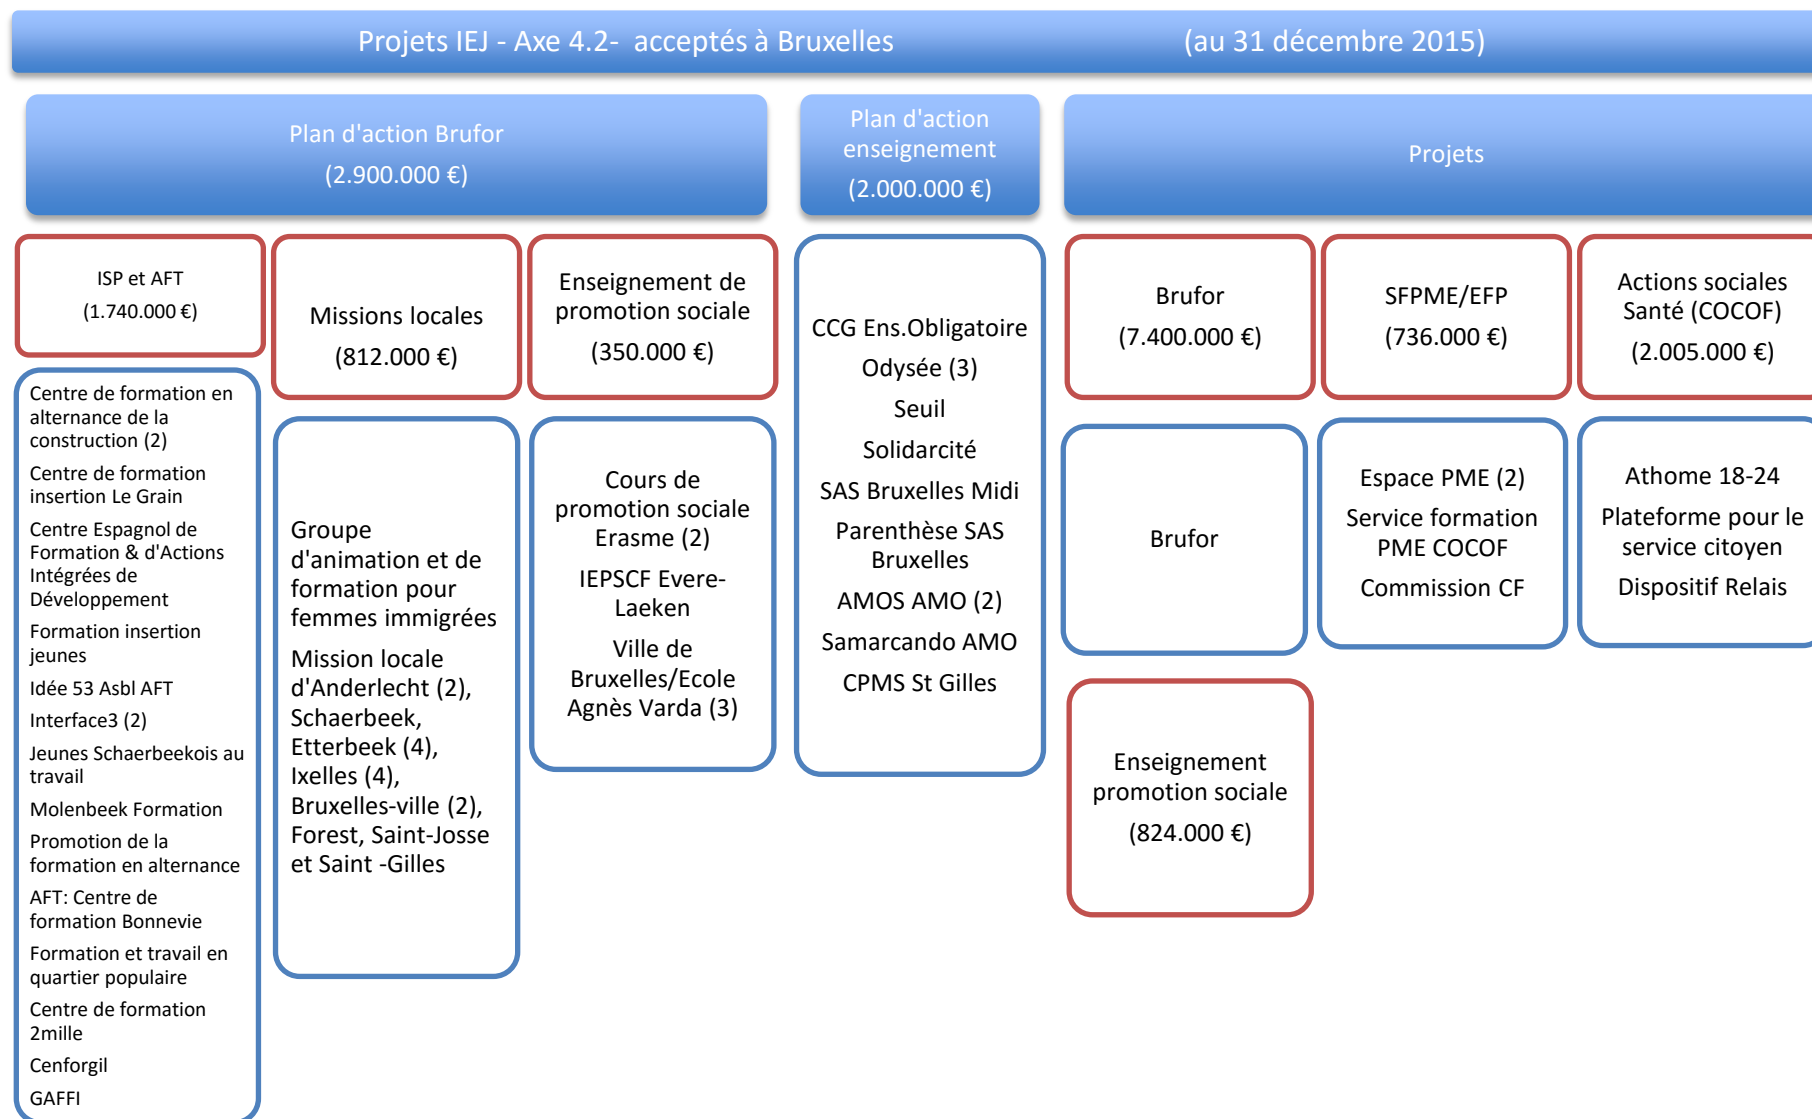 Projets IEJ - Axe 4.2- acceptés à Bruxelles (au 31 décembre 2015)
Plan d'action Brufor
(2.900.000 €)
Plan d'action
enseignement
(2.000.000 €)
Projets
ISP et AFT
(1.740.000 €)
Centre de formation en
alternance de la
construction (2)
Centre de formation
insertion Le Grain
Centre Espagnol de
Formation & d'Actions
Intégrées de
Développement
Formation insertion
jeunes
Idée 53 Asbl AFT
Interface3 (2)
Jeunes Schaerbeekois au
travail
Molenbeek Formation
Promotion de la
formation en alternance
AFT: Centre de
formation Bonnevie
Formation et travail en
quartier populaire
Centre de formation
2mille
Cenforgil
GAFFI
Missions locales
(812.000 €)
Groupe
d'animation et de
formation pour
femmes immigrées
Mission locale
d'Anderlecht (2),
Schaerbeek,
Etterbeek (4),
Ixelles (4),
Bruxelles-ville (2),
Forest, Saint-Josse
et Saint -Gilles
Enseignement de
promotion sociale
(350.000 €)
Cours de
promotion sociale
Erasme (2)
IEPSCF Evere-
Laeken
Ville de
Bruxelles/Ecole
Agnès Varda (3)
CCG Ens.Obligatoire
Odysée (3)
Seuil
Solidarcité
SAS Bruxelles Midi
Parenthèse SAS
Bruxelles
AMOS AMO (2)
Samarcando AMO
CPMS St Gilles
Brufor
(7.400.000 €)
Brufor
Enseignement
promotion sociale
(824.000 €)
SFPME/EFP
(736.000 €)
Espace PME (2)
Service formation
PME COCOF
Commission CF
Actions sociales
Santé (COCOF)
(2.005.000 €)
Athome 18-24
Plateforme pour le
service citoyen
Dispositif Relais